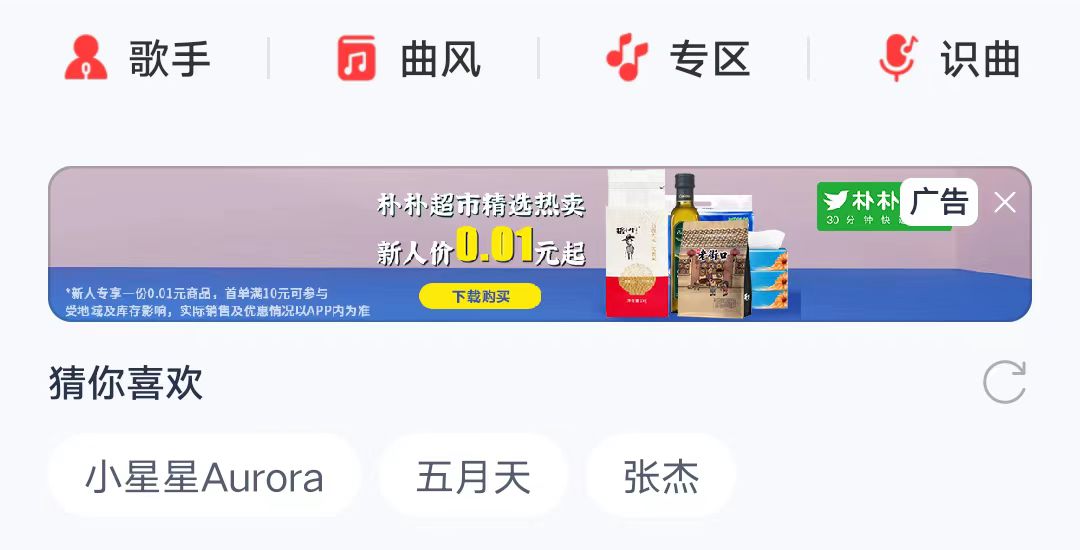 歌手
曲风
专区
识曲
朴朴超市精选热卖
新人价0.01元起
下载购买
*新人专享一份0.01元商品，首单满10元可参与
受地域及库存影响，实际销售及优惠情况以APP内为准
老街口
朴朴
30分钟快
广告
猜你喜欢
小星星Aurora
五月天
张杰